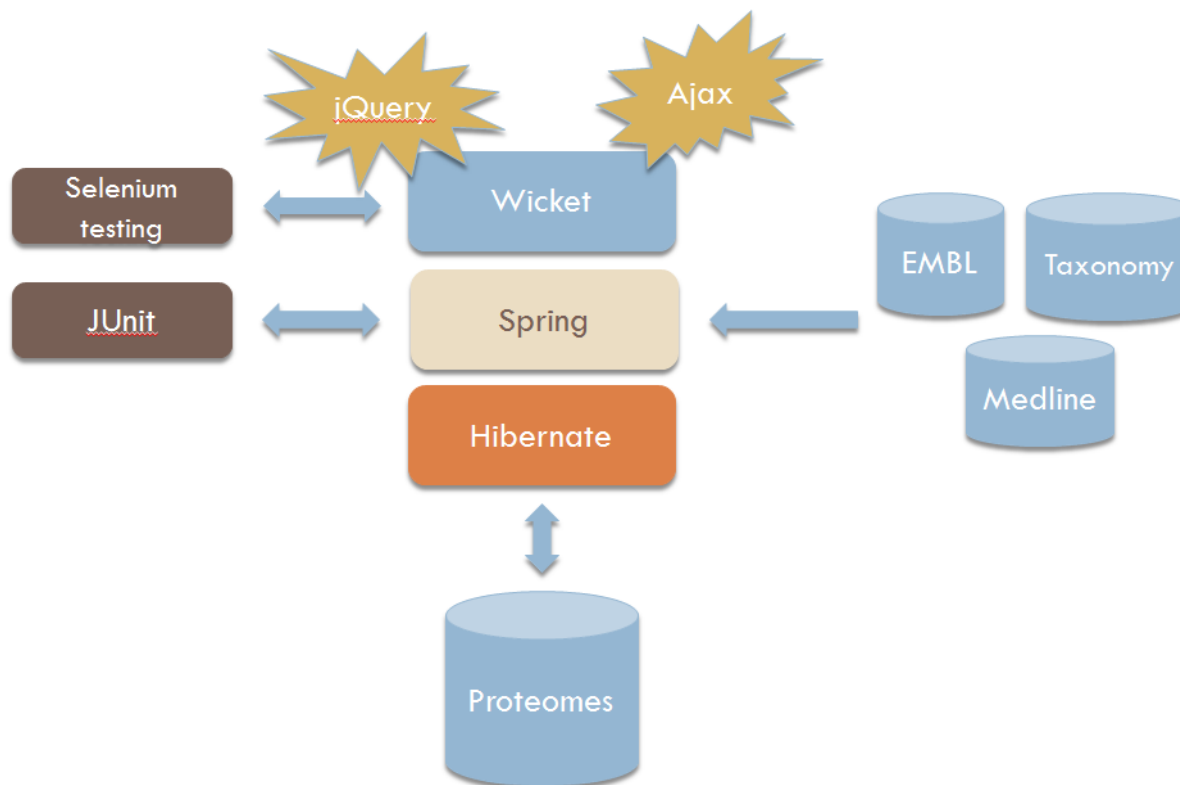 jQuery
Ajax
Selenium
testing
Wicket
EMBL
Taxonomy
JUnit
Spring
Medline
Hibernate
Proteomes